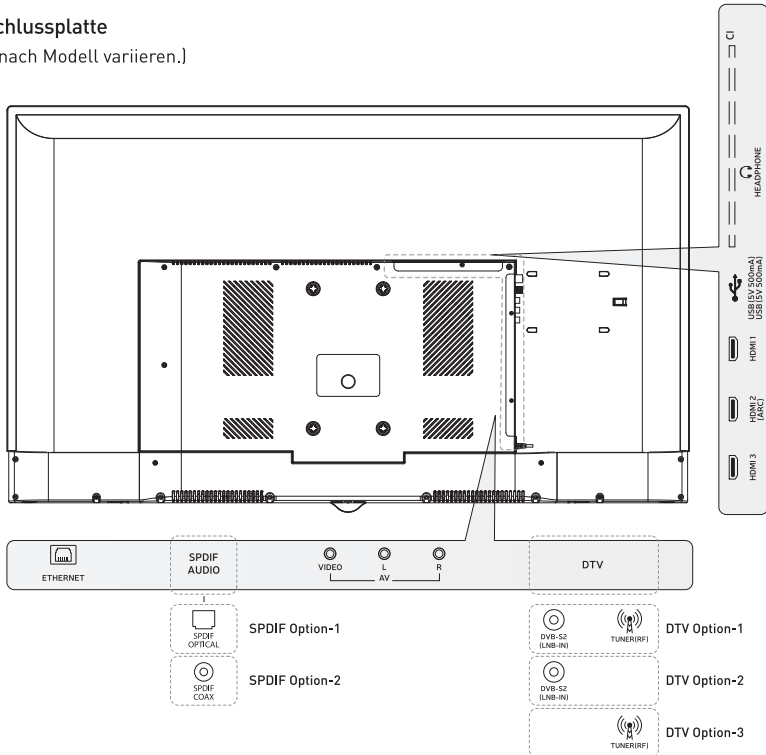 chlussplatte
nach Modell variieren.)
CI
HEADPHONE
USB(5V 500mA)
USB(5V 500mA)
HDMI 1
HDMI 2
(ARC)
HDMI 3
ETHERNET
SPDIF
AUDIO
VIDEO
L
R
AV
DTV
SPDIF
OPTICAL
SPDIF Option-1
DVB-S2
(LNB-IN)
TUNER(RF)
DTV Option-1
SPDIF
COAX
SPDIF Option-2
DVB-S2
(LNB-IN)
DTV Option-2
TUNER(RF)
DTV Option-3